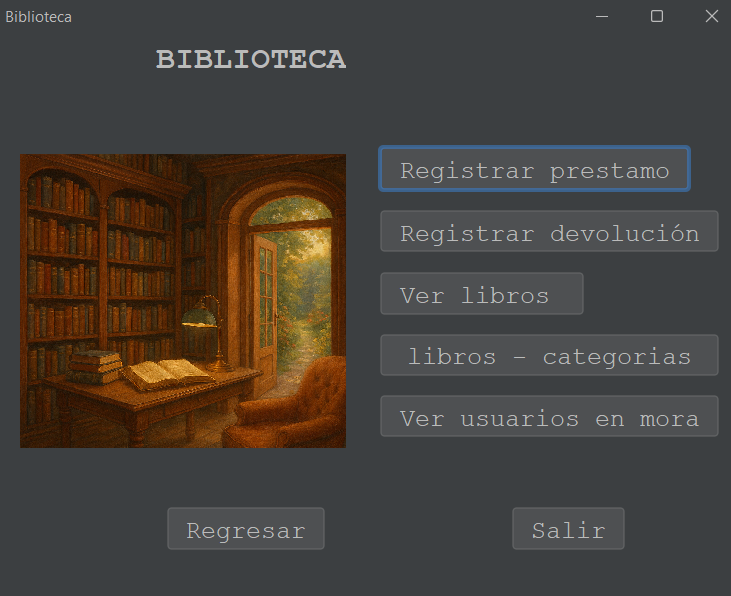 Biblioteca
BIBLIOTECA
Registrar prestamo
Registrar devolución
Ver libros
libros - categorias
Ver usuarios en mora
Regresar
Salir